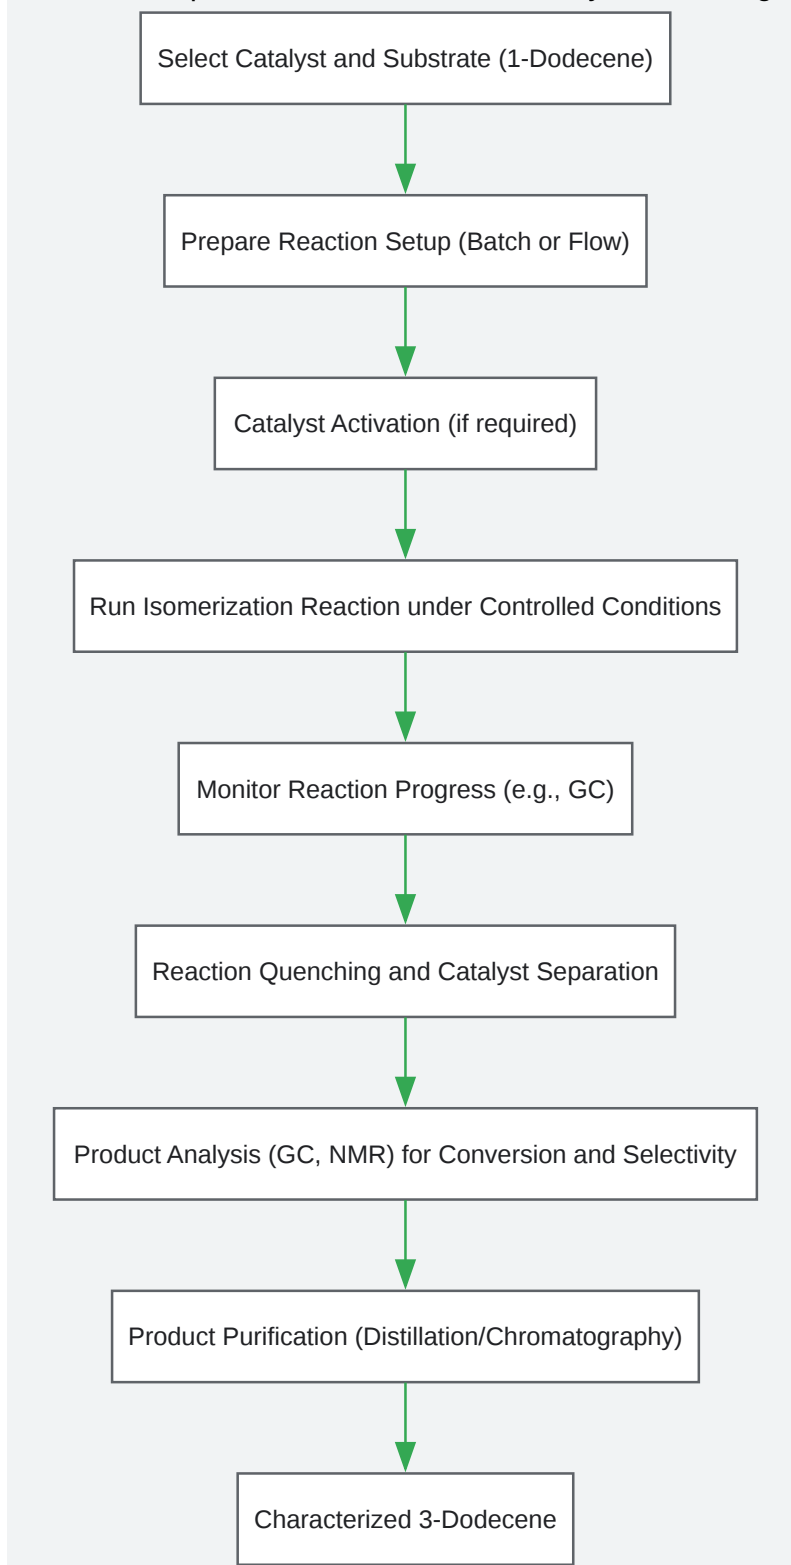 Select Catalyst and Substrate (1-Dodecene)
Prepare Reaction Setup (Batch or Flow)
Catalyst Activation (if required)
Run Isomerization Reaction under Controlled Conditions
Monitor Reaction Progress (e.g., GC)
Reaction Quenching and Catalyst Separation
Product Analysis (GC, NMR) for Conversion and Selectivity
Product Purification (Distillation/Chromatography)
Characterized 3-Dodecene